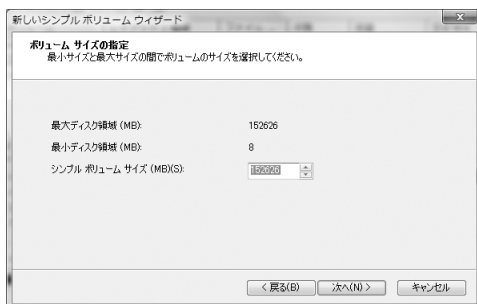 新しいシンプル ボリューム ウィザード
ボリューム サイズの指定
最小サイズと最大サイズの間でボリュームのサイズを選択してください。
最大ディスク領域 (MB): 152626
最小ディスク領域 (MB): 8
シンプル ボリューム サイズ (MB)(S): 152626
< 戻る(B) 次へ(N) > キャンセル